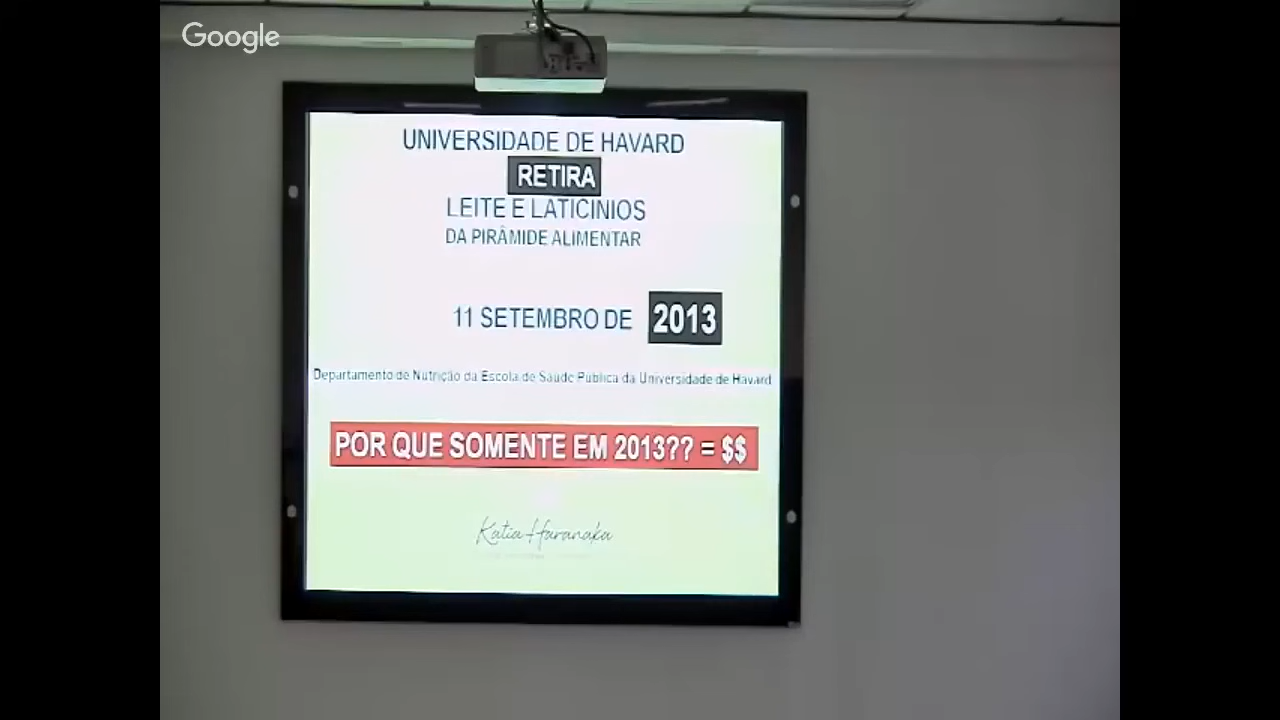 Google
UNIVERSIDADE DE HAVARD
RETIRA
LEITE E LATICINIOS
DA PIRÂMIDE ALIMENTAR
11 SETEMBRO DE 2013
Departamento de Nutrição da Escola de Saúde Pública da Universidade de Havard
POR QUE SOMENTE EM 2013?? = $$
Katia Haranaka